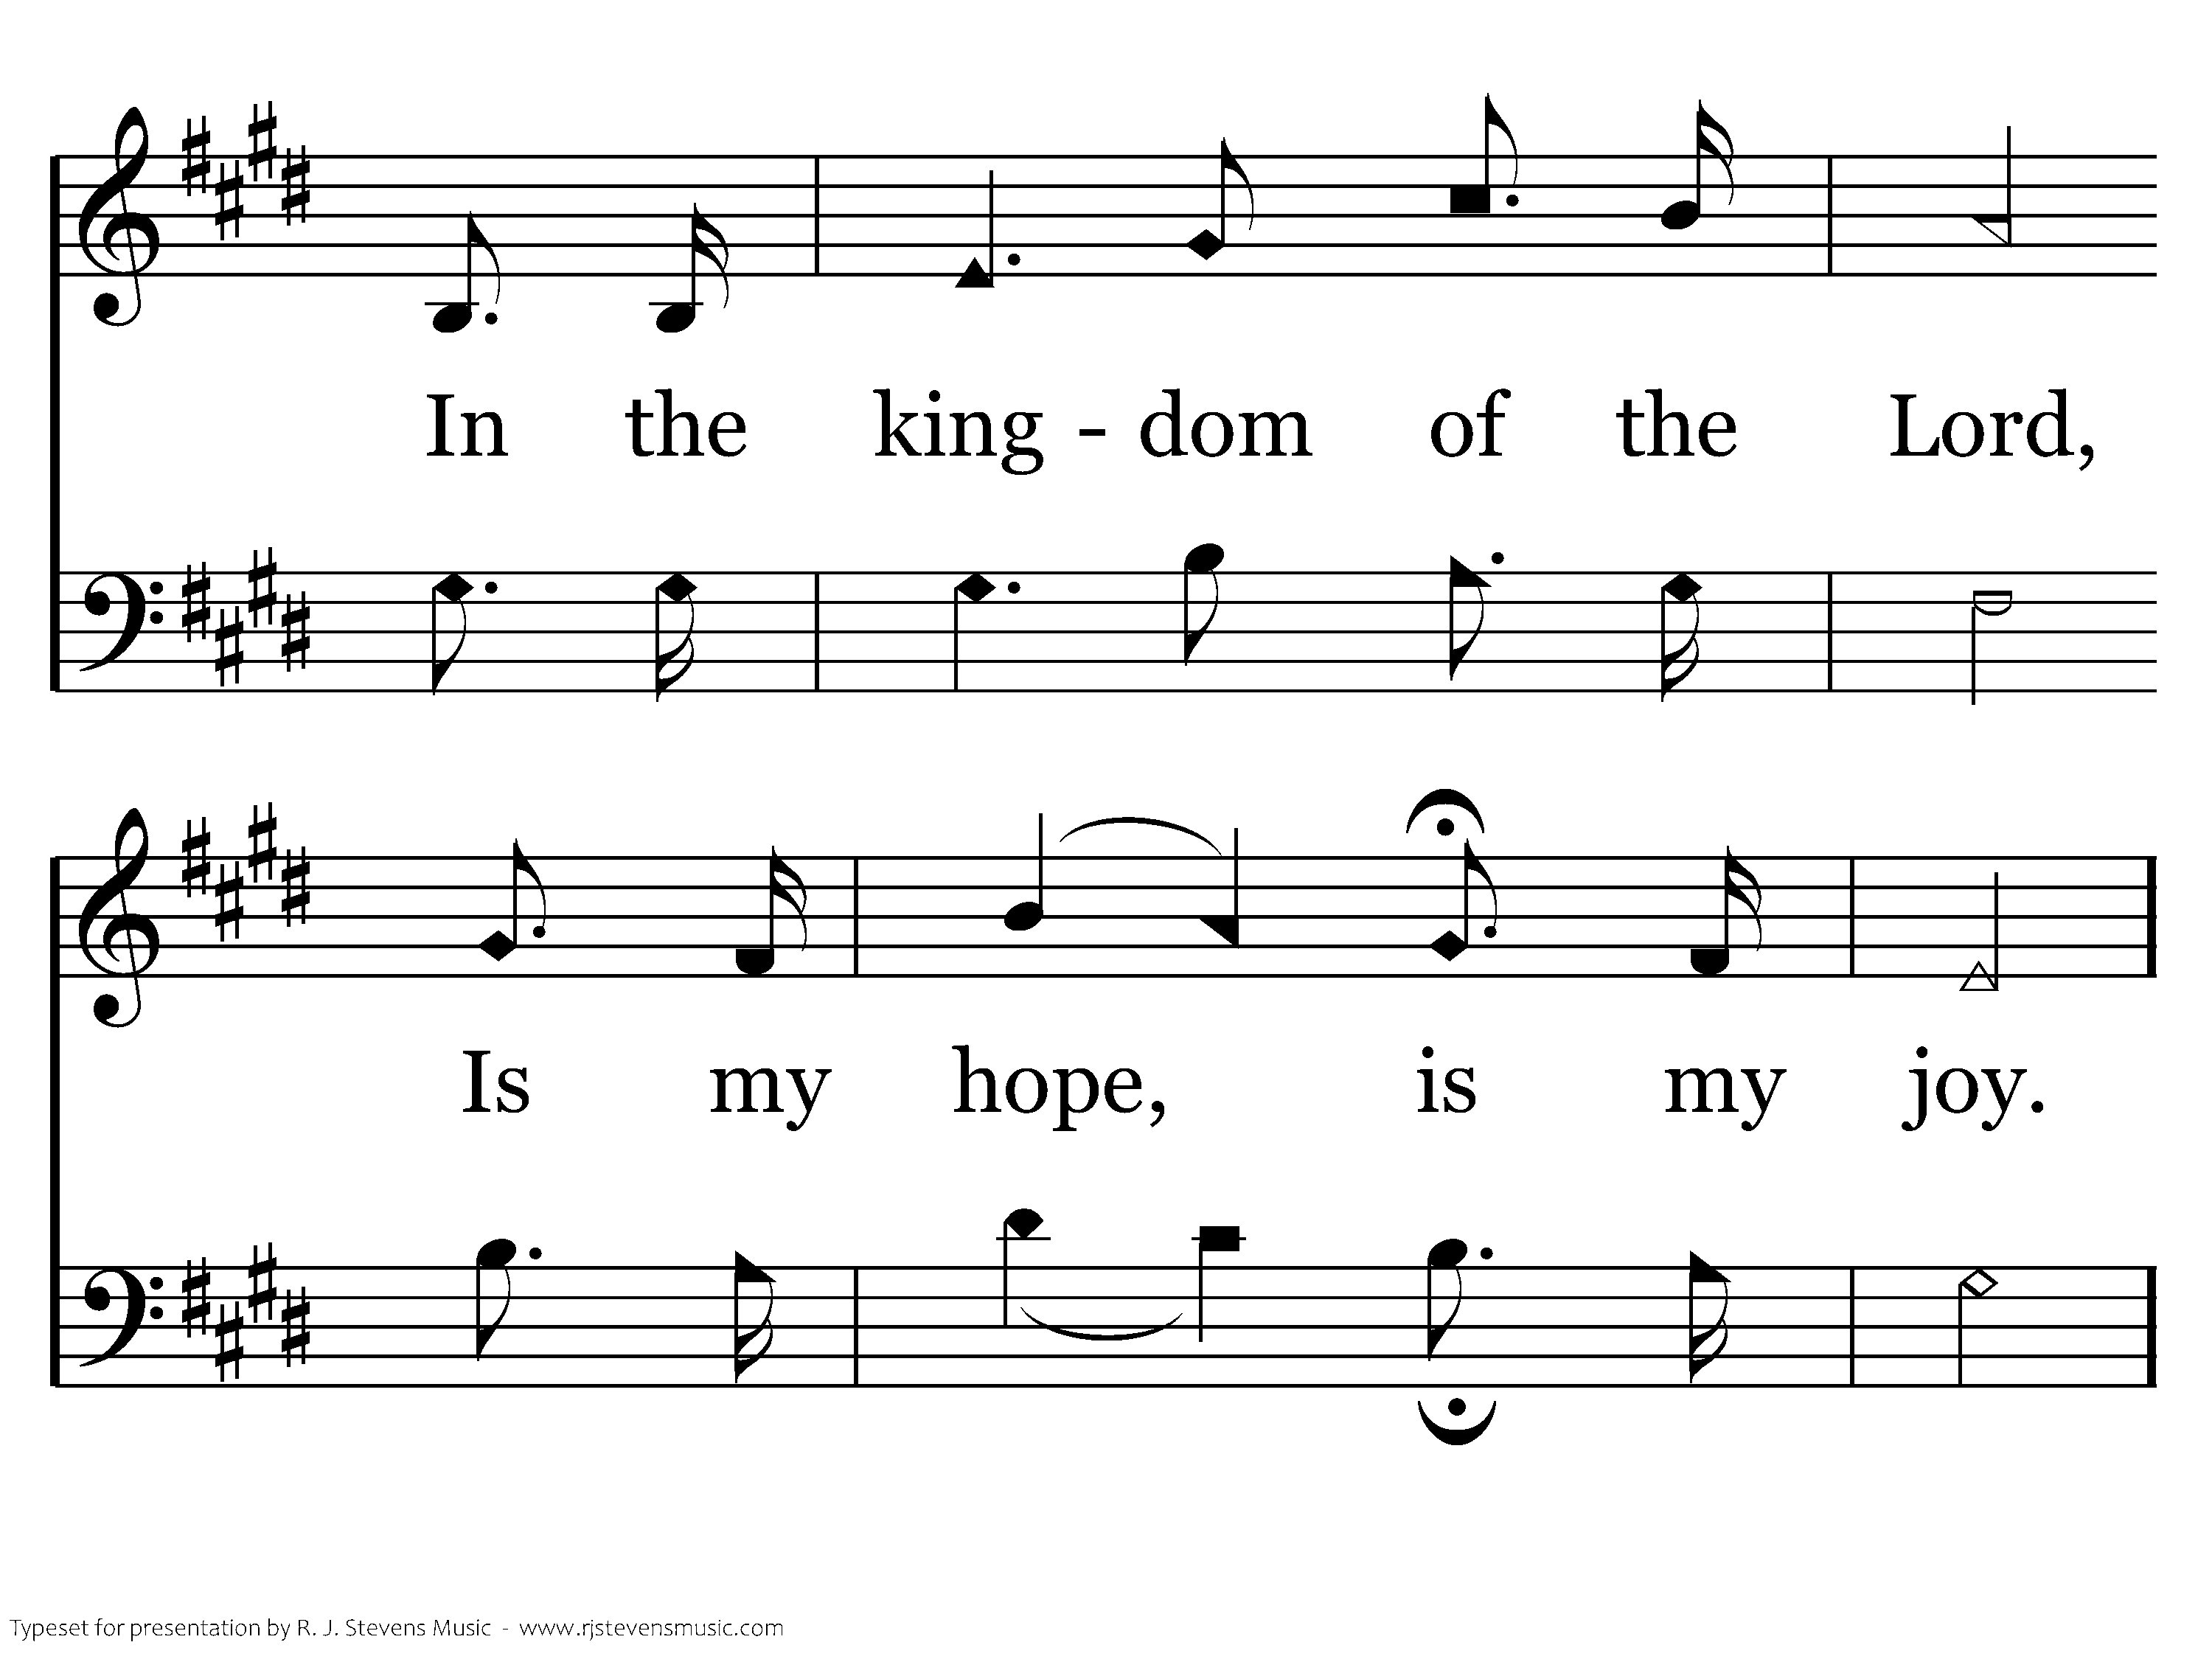 In the king - dom of the Lord,
Is my hope, is my joy.
Typeset for presentation by R. J. Stevens Music - www.rjstevensmusic.com